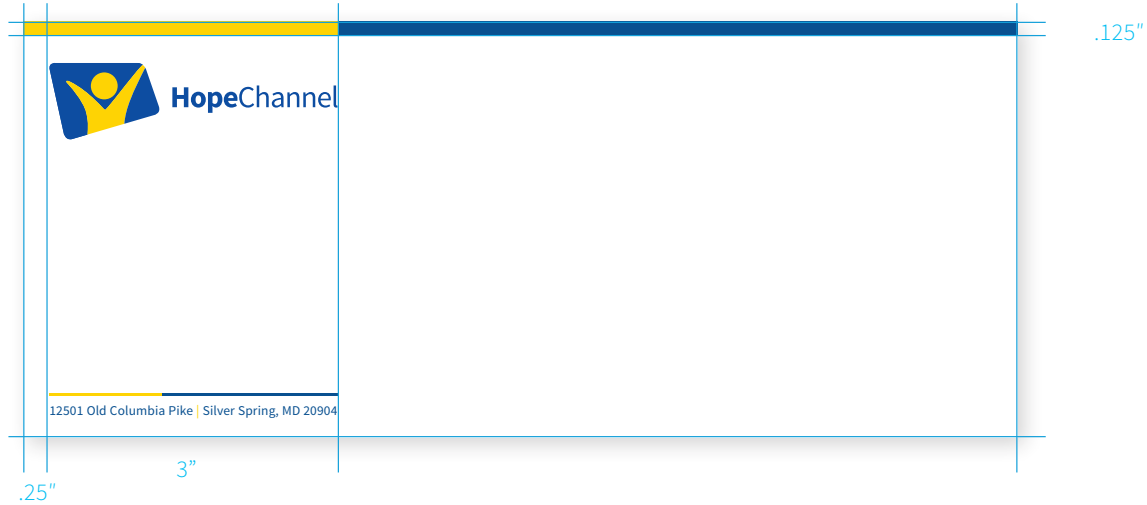 .125"
HopeChannel
12501 Old Columbia Pike | Silver Spring, MD 20904
3”
.25"